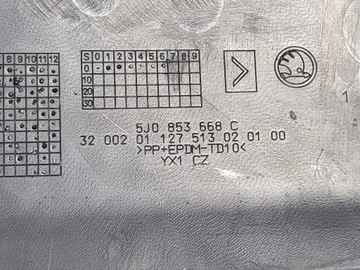 8 9 10 11 12
S 1 2 3 4 5 6 7 8 9
0
10
20
30
5J0 853 668 C
32 002 01 127 513 02 01 00
>PP+EPDM-TD10<
YX1 CZ
1